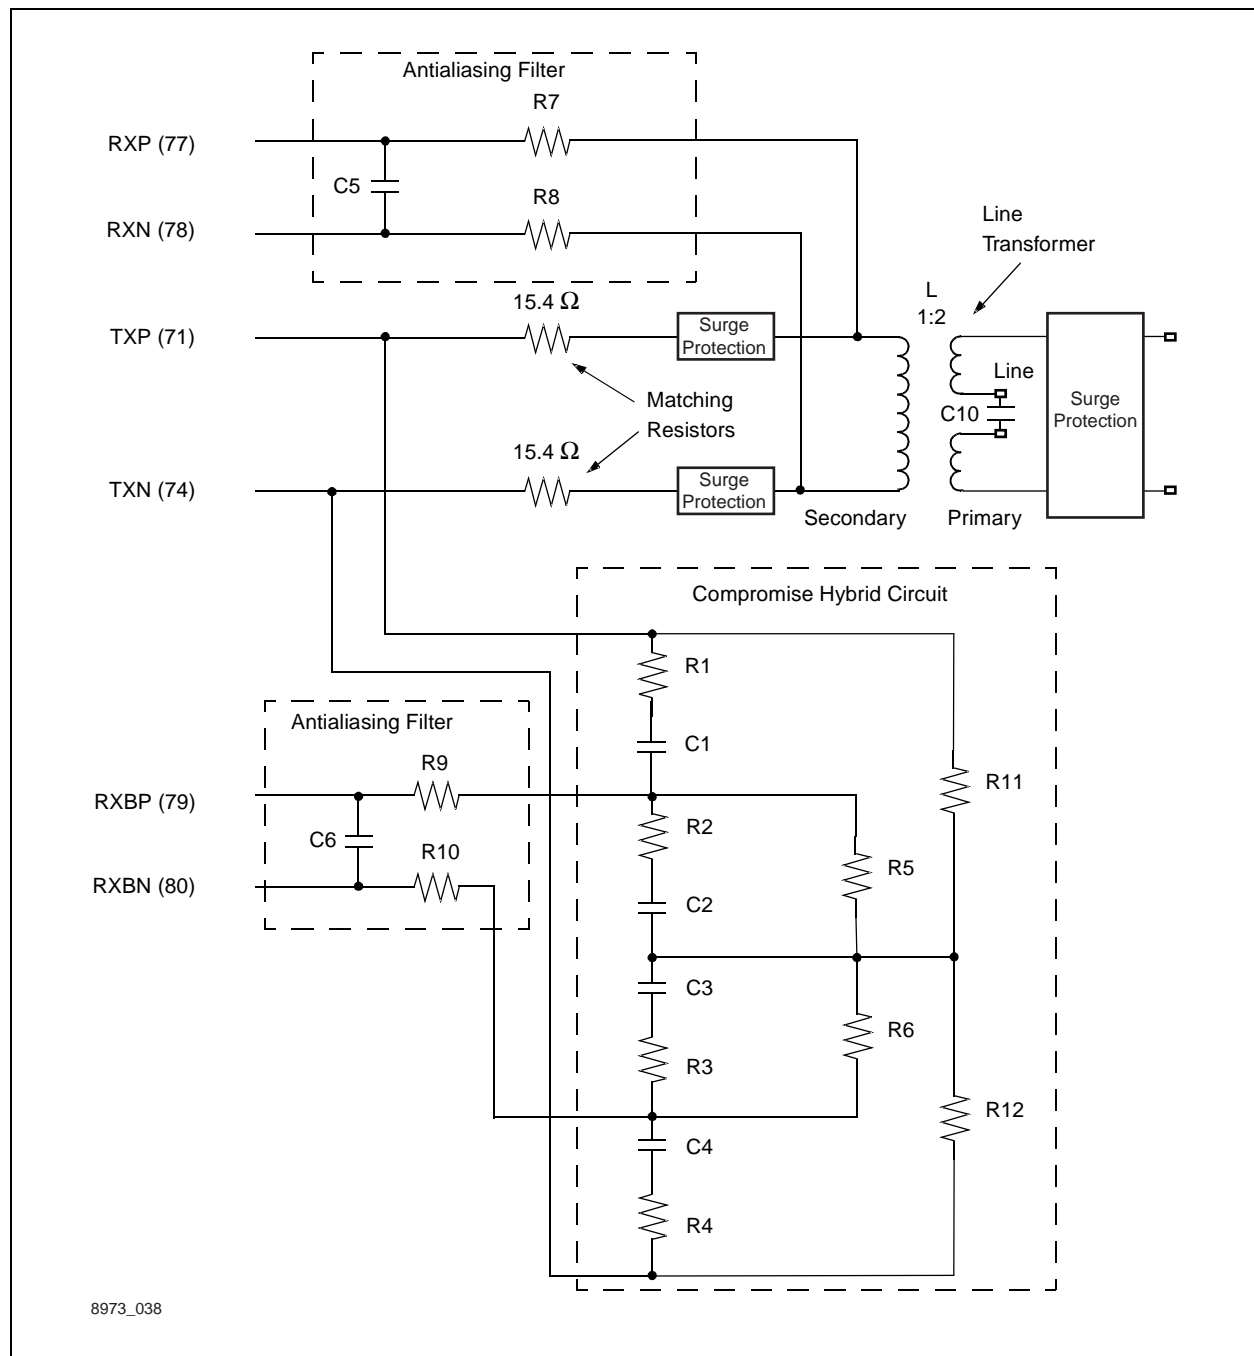 Antialiasing Filter
R7
RXP (77)
C5
R8
RXN (78)
Line
Transformer
L
1:2
15.4 Ω
TXP (71)
Surge
Protection
Line
Matching
Resistors
C10
Surge
Protection
15.4 Ω
TXN (74)
Surge
Protection
Secondary
Primary
Compromise Hybrid Circuit
R1
C1
Antialiasing Filter
R9
RXBP (79)
R11
R2
C6
R10
R5
RXBN (80)
C2
C3
R6
R3
R12
C4
R4
8973_038